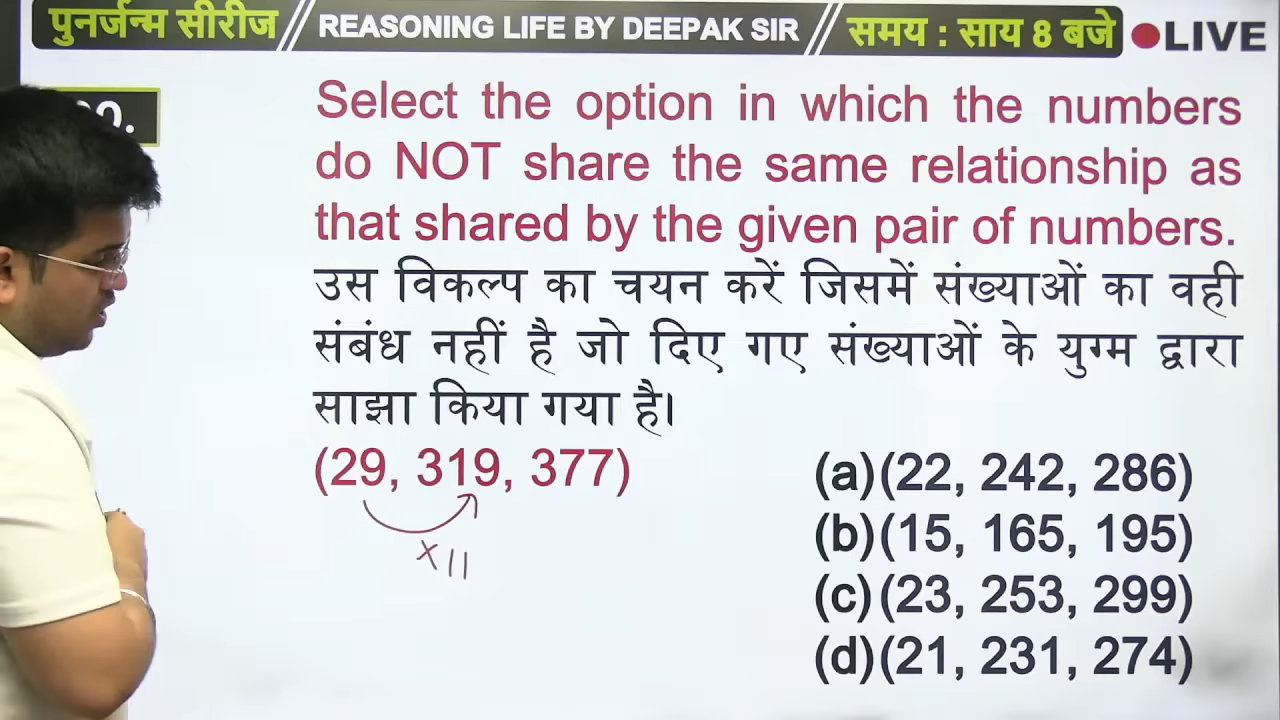 पुनर्जन्म सीरीज // REASONING LIFE BY DEEPAK SIR // समय : साय 8 बजे LIVE
Select the option in which the numbers
do NOT share the same relationship as
that shared by the given pair of numbers.
उस विकल्प का चयन करें जिसमें संख्याओं का वही
संबंध नहीं है जो दिए गए संख्याओं के युग्म द्वारा
साझा किया गया है।
(29, 319, 377)
×11
(a)(22, 242, 286)
(b)(15, 165, 195)
(c)(23, 253, 299)
(d)(21, 231, 274)